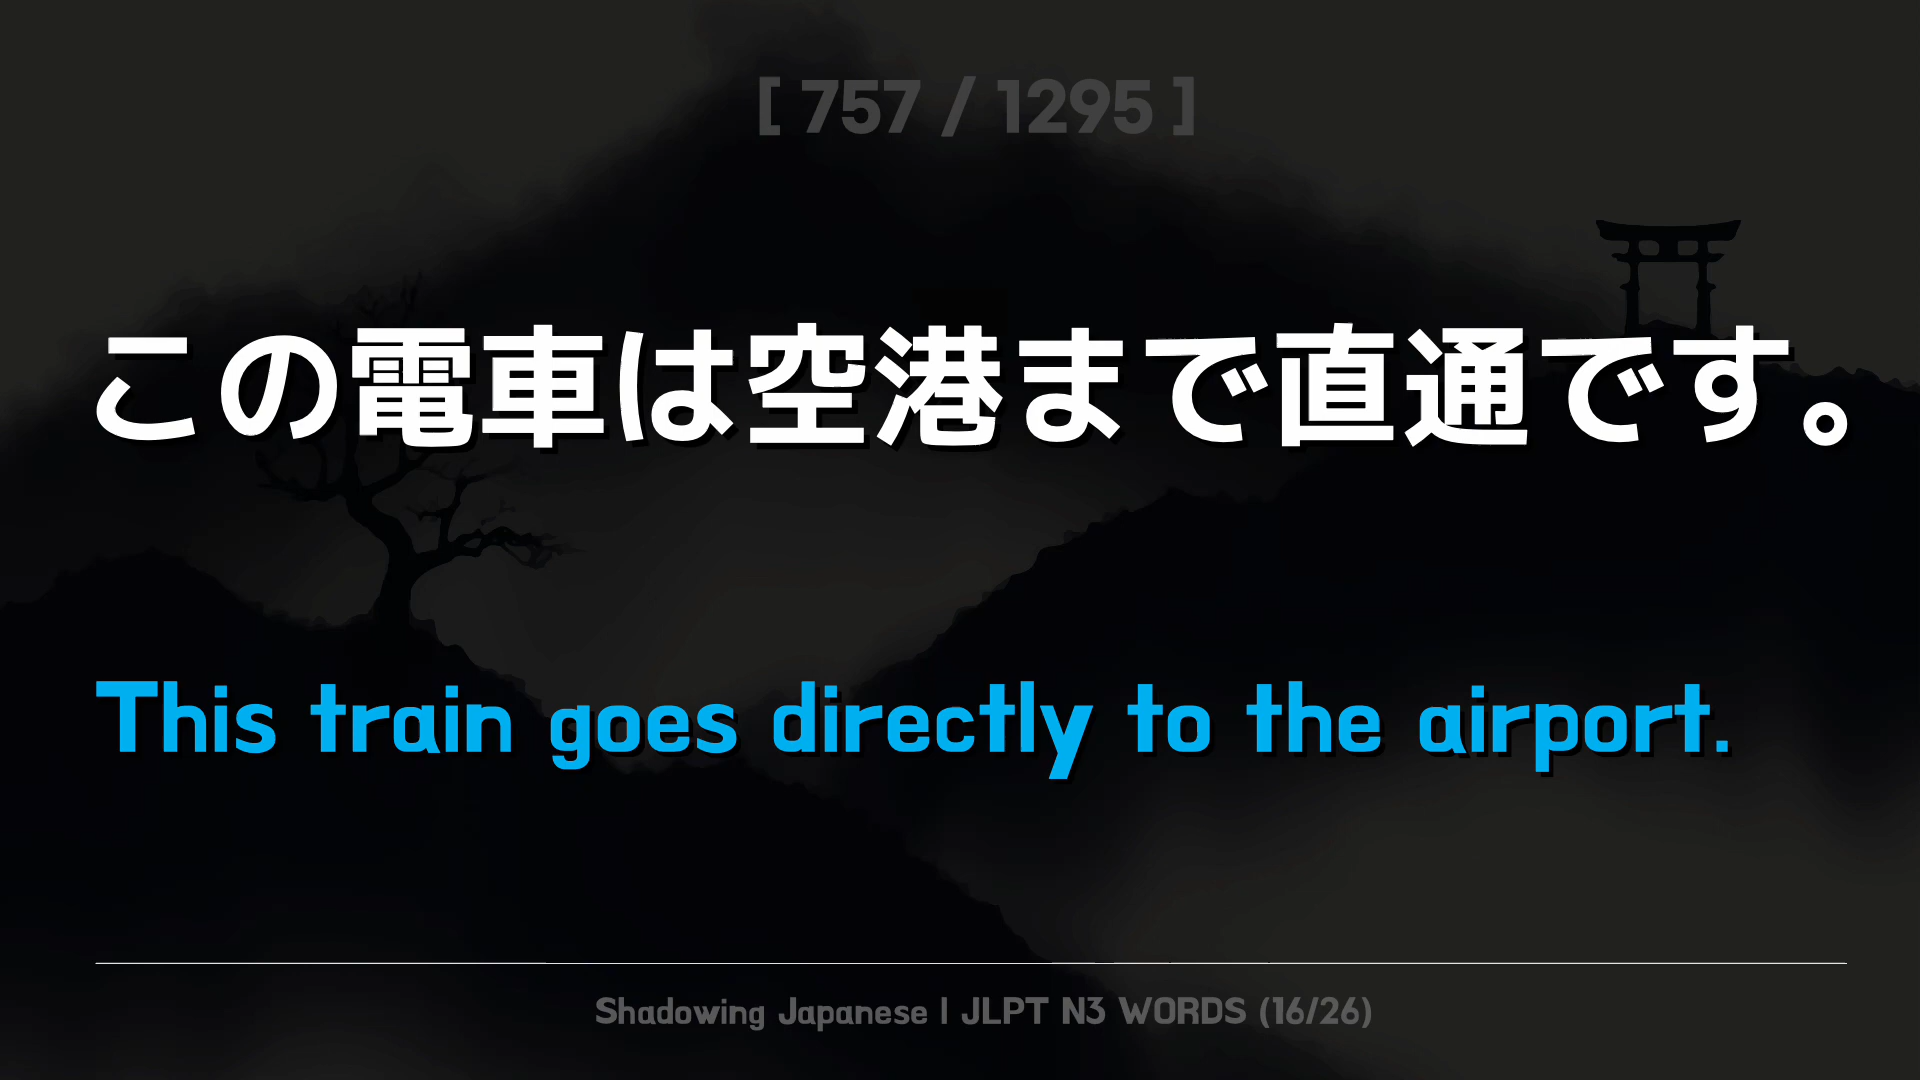 [ 757 / 1295 ]
この電車は空港まで直通です。
This train goes directly to the airport.
Shadowing Japanese | JLPT N3 WORDS (16/26)